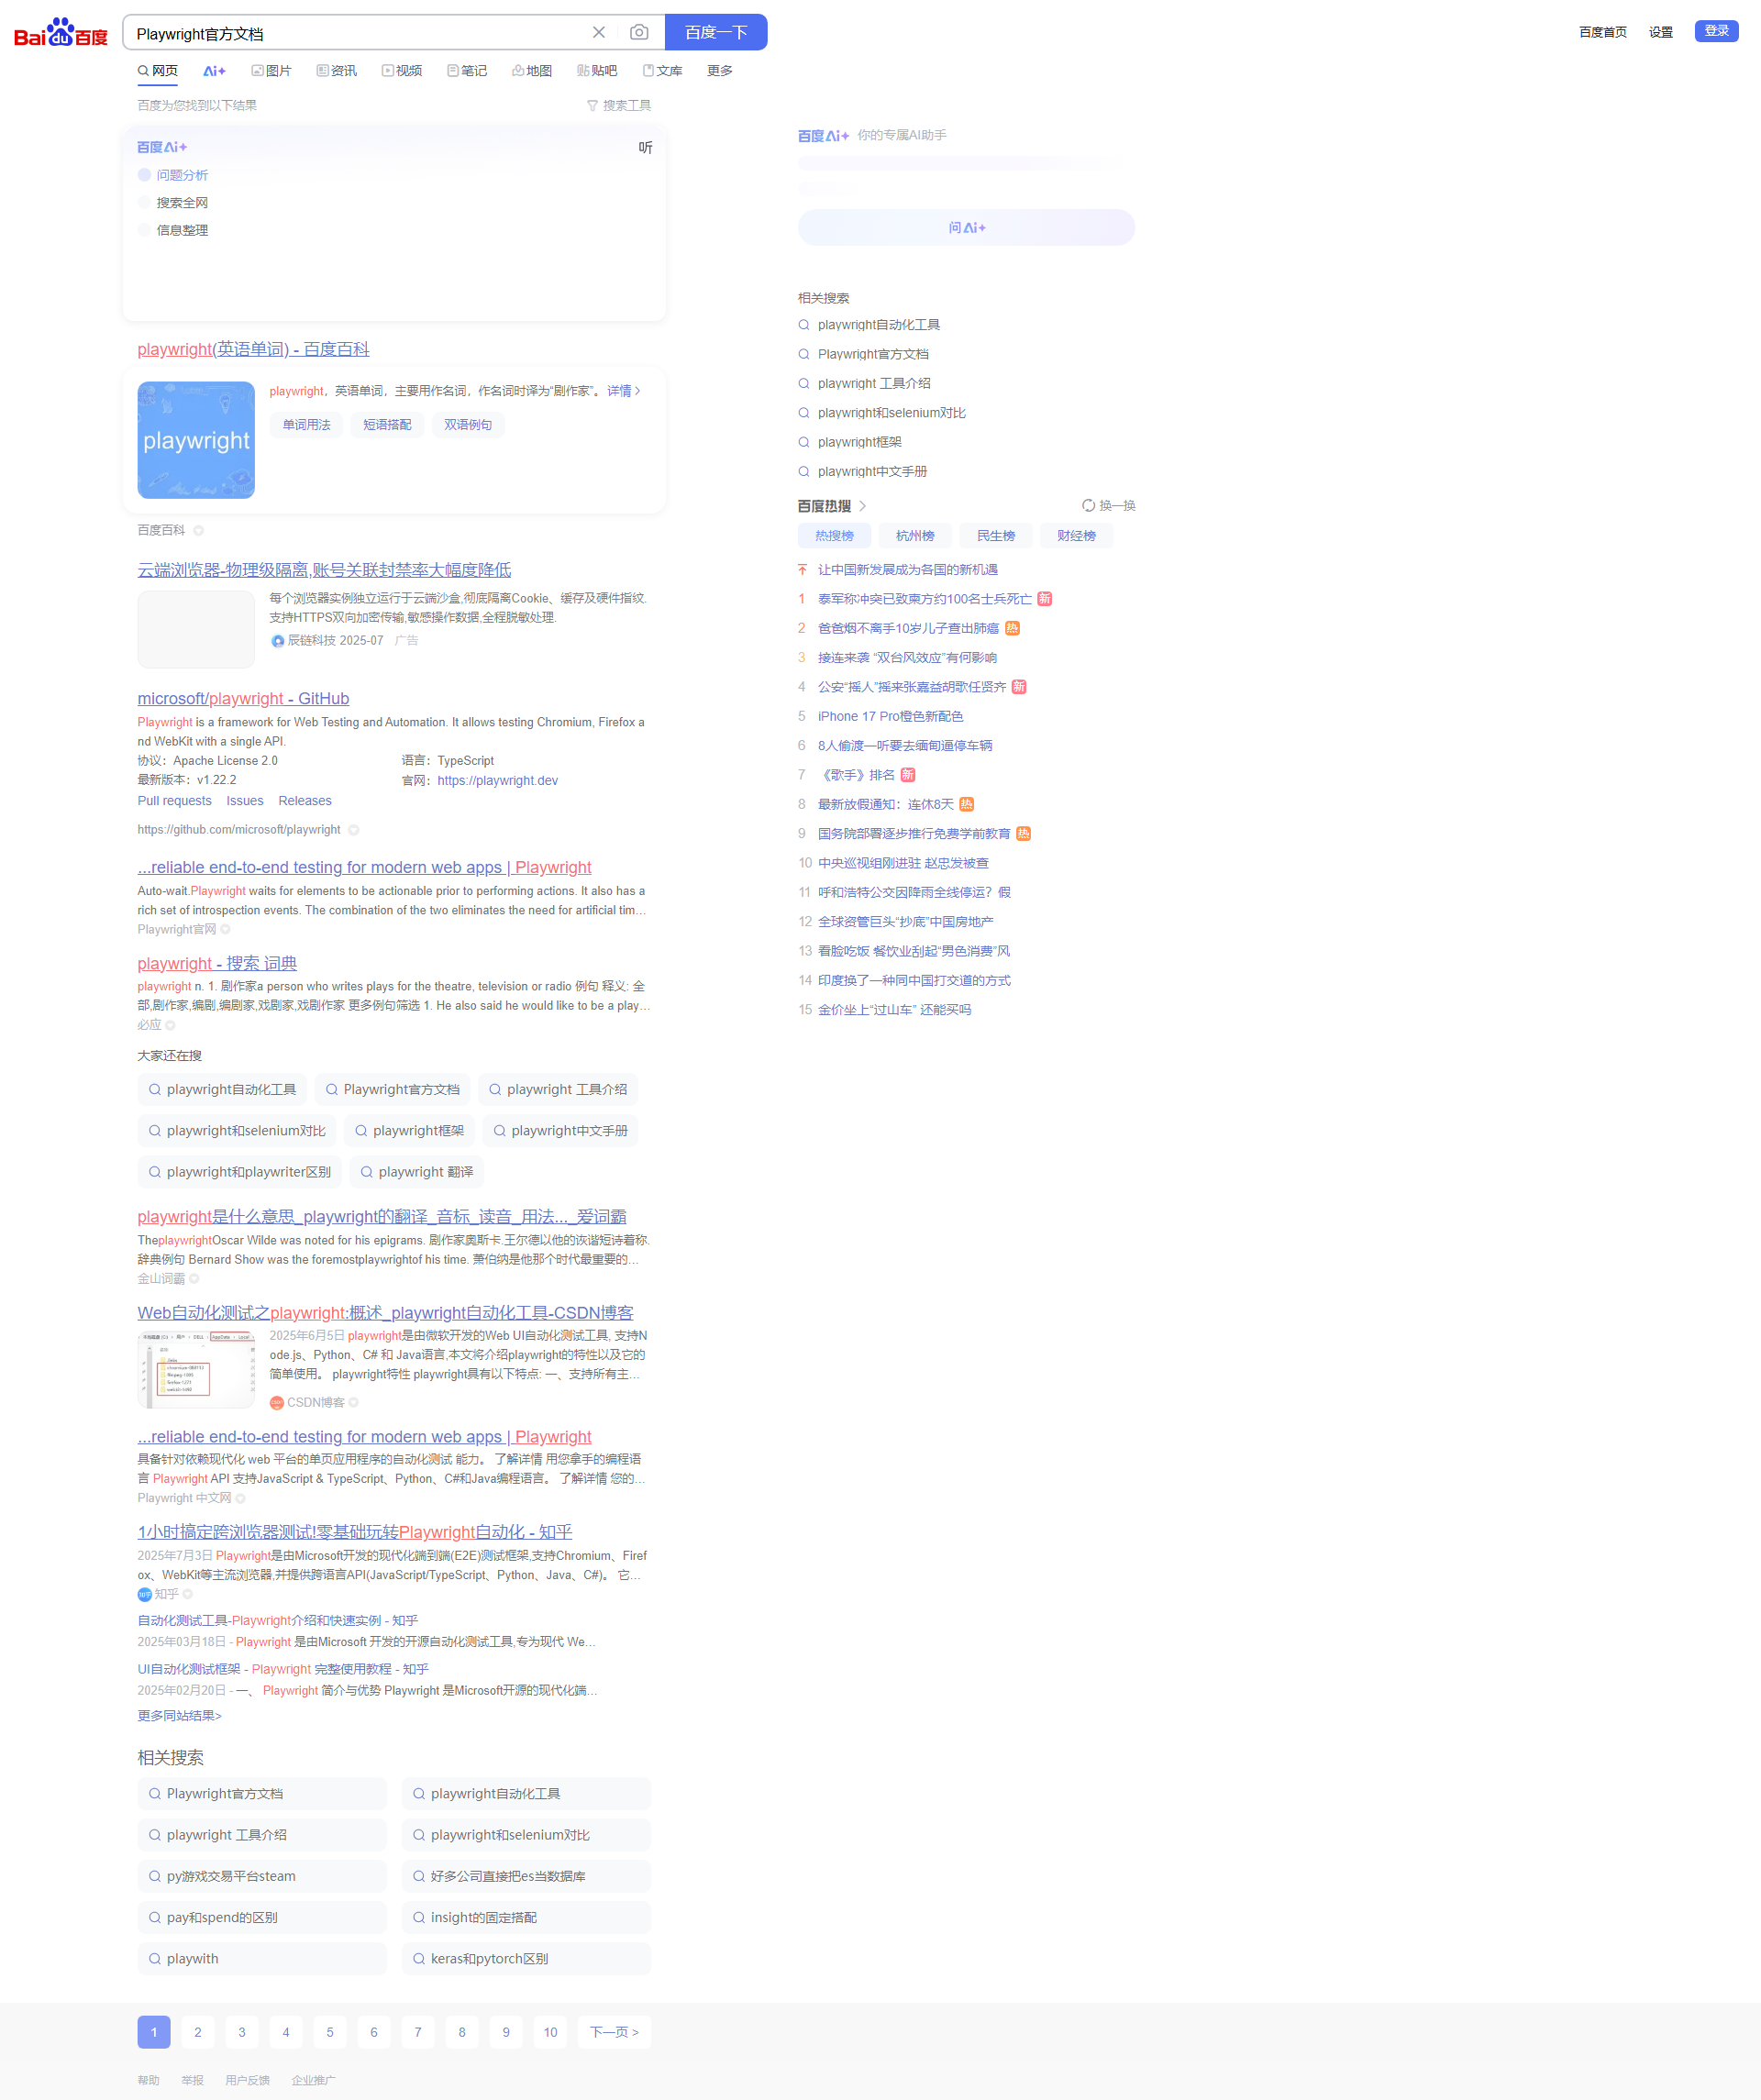 Bai du 百度
Playwright官方文档
百度一下
百度首页 设置 登录
网页 Ai+ 图片 资讯 视频 笔记 地图 贴吧 文库 更多
百度为您找到以下结果 搜索工具
百度Ai+ 听
问题分析
搜索全网
信息整理
playwright(英语单词) - 百度百科
playwright
playwright，英语单词，主要用作名词，作名词时译为“剧作家”。 详情 >
单词用法 短语搭配 双语例句
百度百科
云端浏览器-物理级隔离,账号关联封禁率大幅度降低
每个浏览器实例独立运行于云端沙盒,彻底隔离Cookie、缓存及硬件指纹.
支持HTTPS双向加密传输,敏感操作数据,全程脱敏处理.
辰链科技 2025-07 广告
microsoft/playwright - GitHub
Playwright is a framework for Web Testing and Automation. It allows testing Chromium, Firefox a
nd WebKit with a single API.
协议：Apache License 2.0 语言：TypeScript
最新版本：v1.22.2 官网：https://playwright.dev
Pull requests Issues Releases
https://github.com/microsoft/playwright
...reliable end-to-end testing for modern web apps | Playwright
Auto-wait.Playwright waits for elements to be actionable prior to performing actions. It also has a
rich set of introspection events. The combination of the two eliminates the need for artificial tim...
Playwright官网
playwright - 搜索 词典
playwright n. 1. 剧作家a person who writes plays for the theatre, television or radio 例句 释义: 全
部,剧作家,编剧,编剧家,戏剧家,戏剧作家 更多例句筛选 1. He also said he would like to be a play...
必应
大家还在搜
playwright自动化工具 Playwright官方文档 playwright 工具介绍
playwright和selenium对比 playwright框架 playwright中文手册
playwright和playwriter区别 playwright 翻译
playwright是什么意思_playwright的翻译_音标_读音_用法..._爱词霸
TheplaywrightOscar Wilde was noted for his epigrams. 剧作家奥斯卡.王尔德以他的诙谐短诗着称.
辞典例句 Bernard Show was the foremostplaywrightof his time. 萧伯纳是他那个时代最重要的...
金山词霸
Web自动化测试之playwright:概述_playwright自动化工具-CSDN博客
2025年6月5日 playwright是由微软开发的Web UI自动化测试工具, 支持N
ode.js、Python、C# 和 Java语言,本文将介绍playwright的特性以及它的
简单使用。 playwright特性 playwright具有以下特点: 一、支持所有主...
CSDN博客
...reliable end-to-end testing for modern web apps | Playwright
具备针对依赖现代化 web 平台的单页应用程序的自动化测试 能力。 了解详情 用您拿手的编程语
言 Playwright API 支持JavaScript & TypeScript、Python、C#和Java编程语言。 了解详情 您的...
Playwright 中文网
1小时搞定跨浏览器测试!零基础玩转Playwright自动化 - 知乎
2025年7月3日 Playwright是由Microsoft开发的现代化端到端(E2E)测试框架,支持Chromium、Firef
ox、WebKit等主流浏览器,并提供跨语言API(JavaScript/TypeScript、Python、Java、C#)。 它...
知乎
自动化测试工具-Playwright介绍和快速实例 - 知乎
2025年03月18日 - Playwright 是由Microsoft 开发的开源自动化测试工具,专为现代 We...
UI自动化测试框架 - Playwright 完整使用教程 - 知乎
2025年02月20日 - 一、 Playwright 简介与优势 Playwright 是Microsoft开源的现代化端...
更多同站结果>
相关搜索
Playwright官方文档 playwright自动化工具
playwright 工具介绍 playwright和selenium对比
py游戏交易平台steam 好多公司直接把es当数据库
pay和spend的区别 insight的固定搭配
playwith keras和pytorch区别
百度Ai+ 你的专属AI助手
问Ai+
相关搜索
playwright自动化工具
Playwright官方文档
playwright 工具介绍
playwright和selenium对比
playwright框架
playwright中文手册
百度热搜 > 换一换
热搜榜 杭州榜 民生榜 财经榜
让中国新发展成为各国的新机遇
1 泰军称冲突已致柬方约100名士兵死亡 新
2 爸爸烟不离手10岁儿子查出肺癌 热
3 接连来袭 “双台风效应”有何影响
4 公安“摇人”摇来张嘉益胡歌任贤齐 新
5 iPhone 17 Pro橙色新配色
6 8人偷渡一听要去缅甸逼停车辆
7 《歌手》排名 新
8 最新放假通知：连休8天 热
9 国务院部署逐步推行免费学前教育 热
10 中央巡视组刚进驻 赵忠发被查
11 呼和浩特公交因降雨全线停运？假
12 全球资管巨头“抄底”中国房地产
13 看脸吃饭 餐饮业刮起“男色消费”风
14 印度换了一种同中国打交道的方式
15 金价坐上“过山车” 还能买吗
1 2 3 4 5 6 7 8 9 10 下一页 >
帮助 举报 用户反馈 企业推广